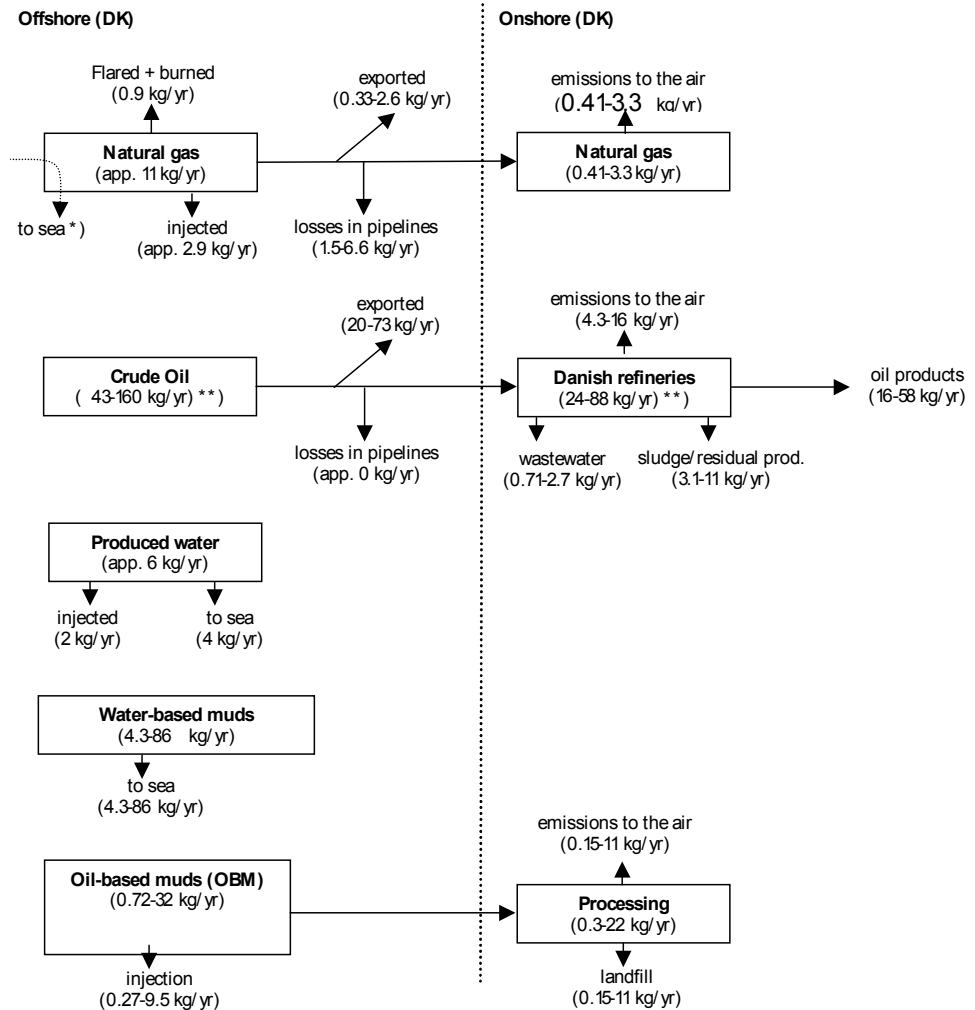 Offshore (DK)
Onshore (DK)
Flared + burned
(0.9 kg/yr)
exported
(0.33-2.6 kg/yr)
emissions to the air
(0.41-3.3 kg/yr)
Natural gas
(app. 11 kg/yr)
Natural gas
(0.41-3.3 kg/yr)
to sea *)
injected
(app. 2.9 kg/yr)
losses in pipelines
(1.5-6.6 kg/yr)
exported
(20-73 kg/yr)
emissions to the air
(4.3-16 kg/yr)
Crude Oil
( 43-160 kg/yr) **)
Danish refineries
(24-88 kg/yr) **)
oil products
(16-58 kg/yr)
losses in pipelines
(app. 0 kg/yr)
wastewater
(0.71-2.7 kg/yr)
sludge/residual prod.
(3.1-11 kg/yr)
Produced water
(app. 6 kg/yr)
injected
(2 kg/yr)
to sea
(4 kg/yr)
Water-based muds
(4.3-86 kg/yr)
to sea
(4.3-86 kg/yr)
emissions to the air
(0.15-11 kg/yr)
Oil-based muds (OBM)
(0.72-32 kg/yr)
Processing
(0.3-22 kg/yr)
injection
(0.27-9.5 kg/yr)
landfill
(0.15-11 kg/yr)